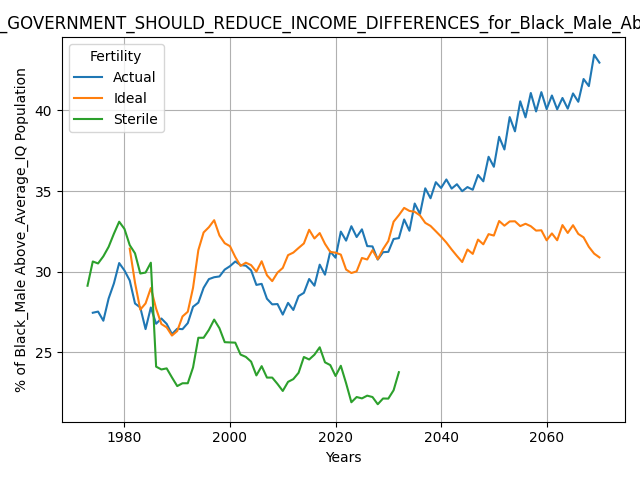 _GOVERNMENT_SHOULD_REDUCE_INCOME_DIFFERENCES_for_Black_Male_Ab
Fertility
Actual
Ideal
Sterile
% of Black_Male Above_Average_IQ Population
40
35
30
25
1980
2000
2020
2040
2060
Years